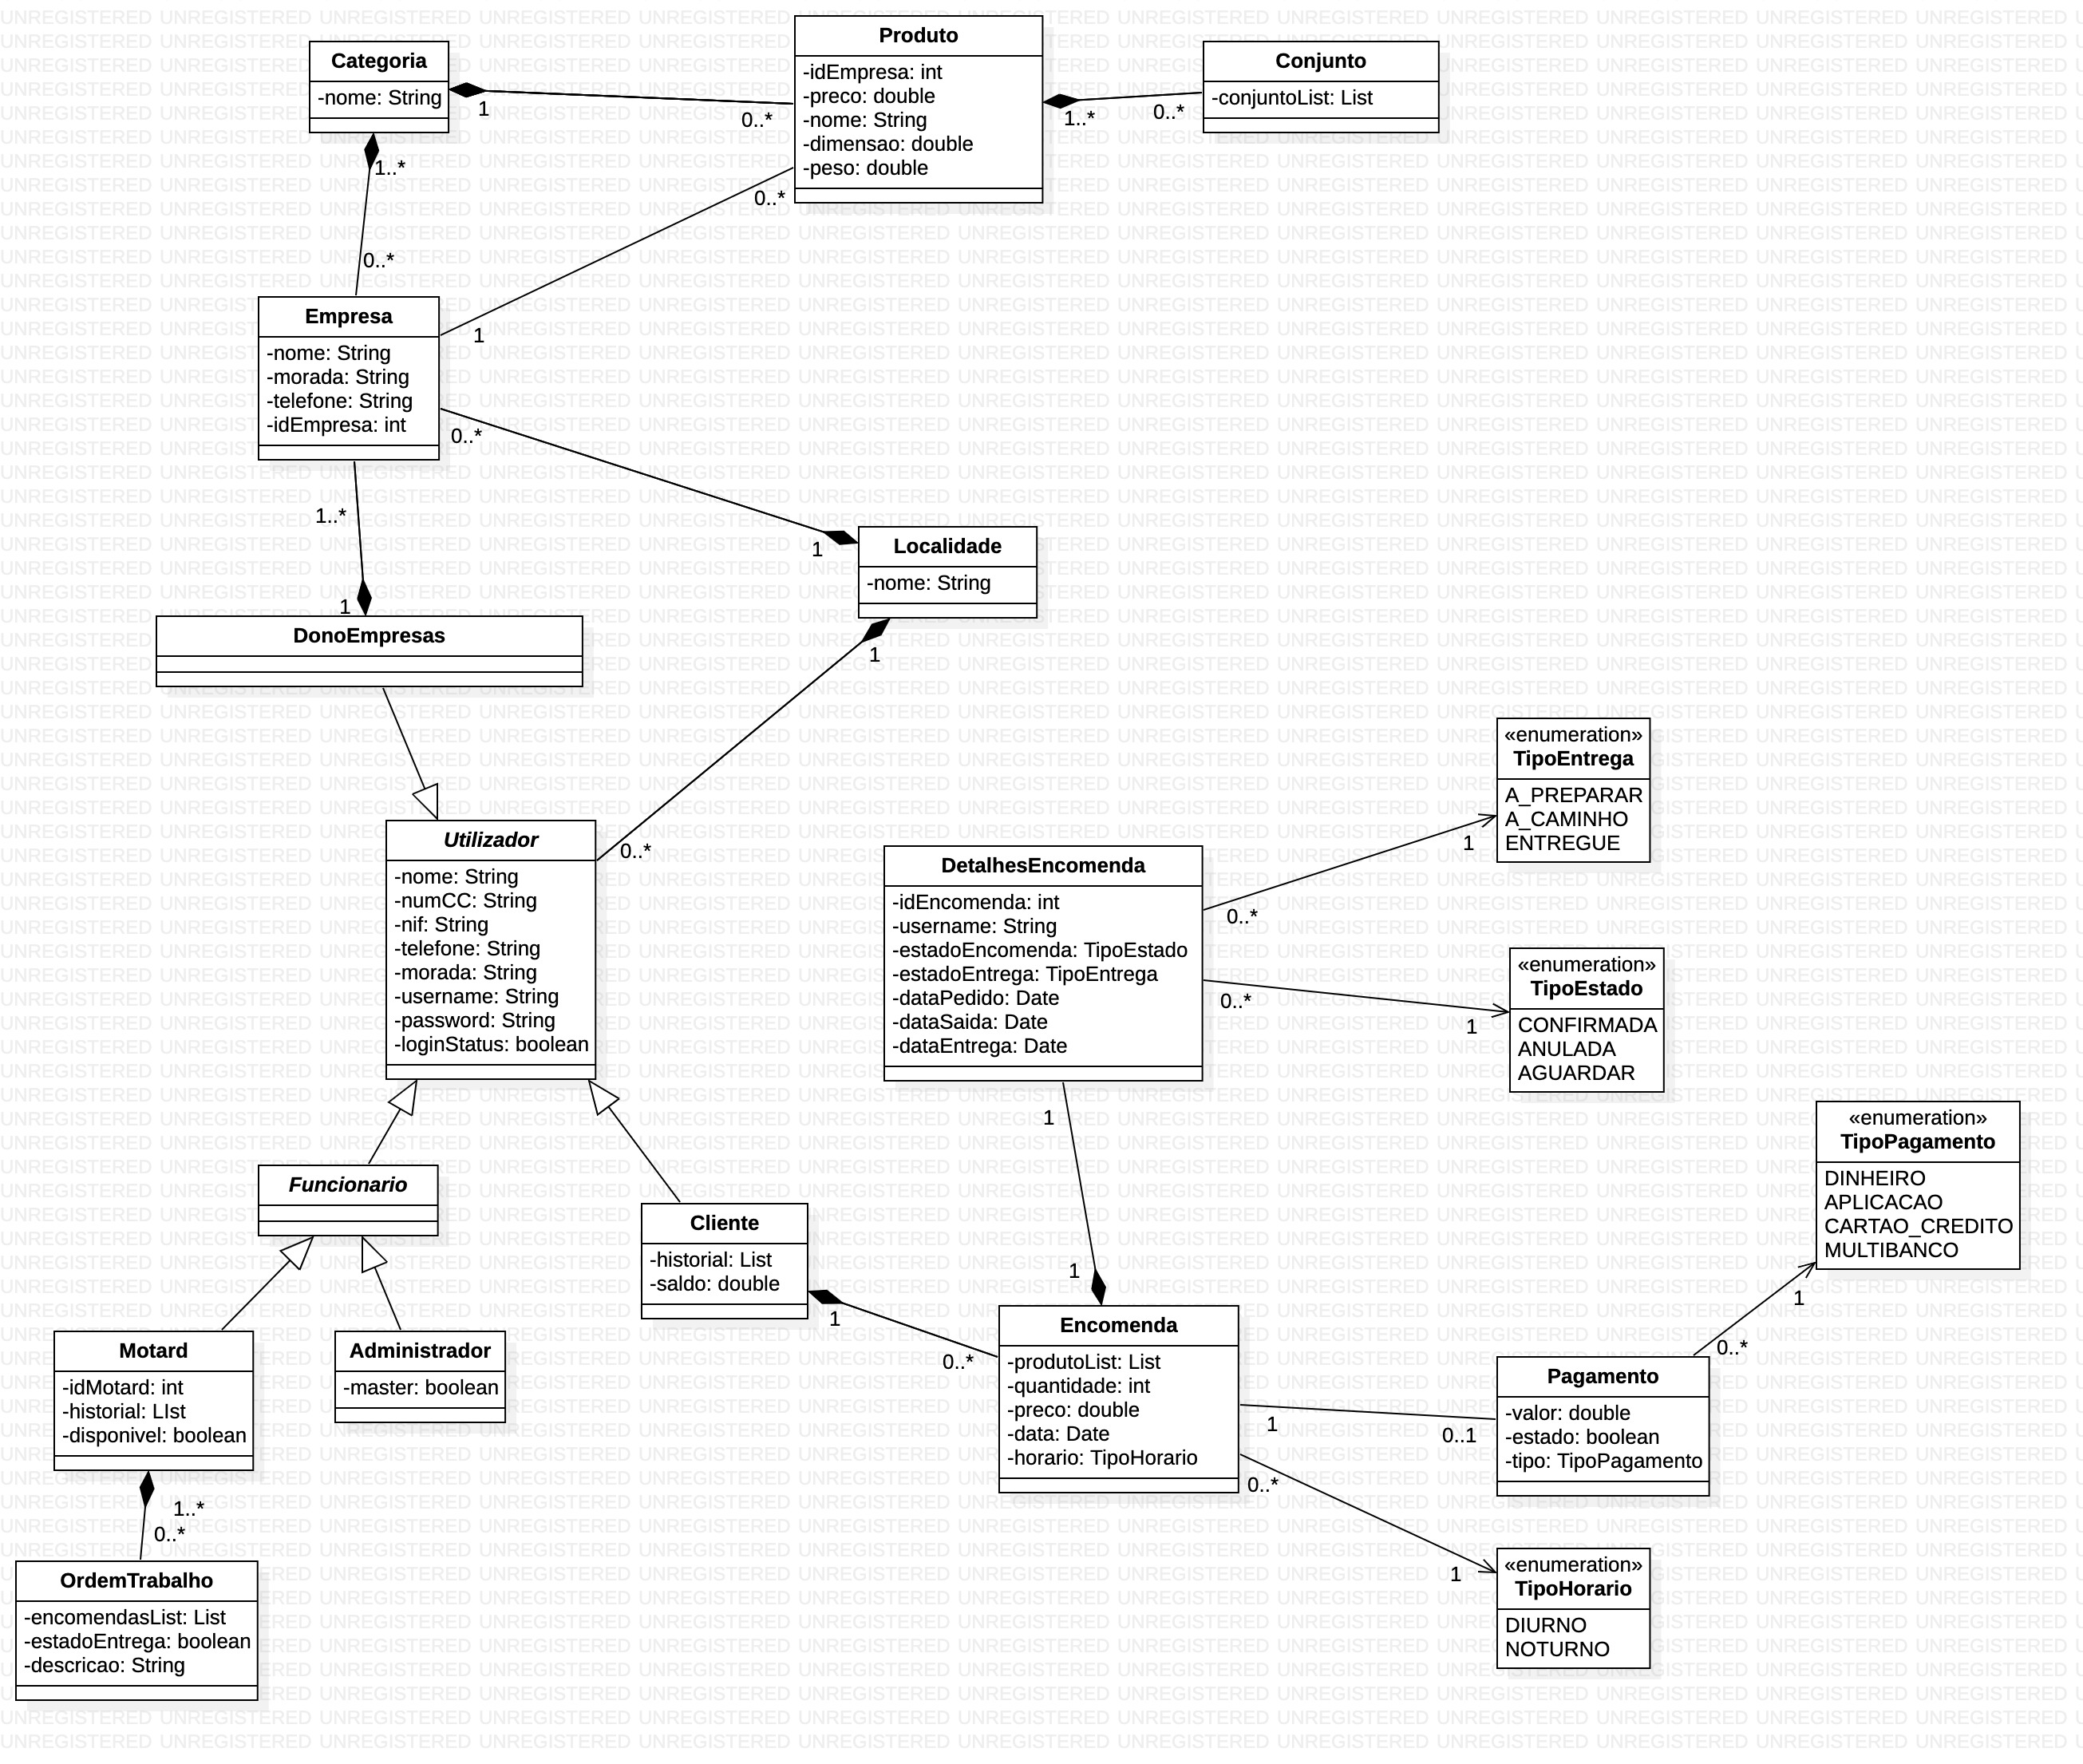 Categoria
-nome: String
1
0..*
1..*
0..*
Produto
-idEmpresa: int
-preco: double
-nome: String
-dimensao: double
-peso: double
1..*
0..*
0..*
Conjunto
-conjuntoList: List
Empresa
-nome: String
-morada: String
-telefone: String
-idEmpresa: int
1
0..*
1..*
1
1
Localidade
-nome: String
1
DonoEmpresas
0..*
Utilizador
-nome: String
-numCC: String
-nif: String
-telefone: String
-morada: String
-username: String
-password: String
-loginStatus: boolean
«enumeration»
TipoEntrega
A_PREPARAR
A_CAMINHO
ENTREGUE
1
0..*
DetalhesEncomenda
-idEncomenda: int
-username: String
-estadoEncomenda: TipoEstado
-estadoEntrega: TipoEntrega
-dataPedido: Date
-dataSaida: Date
-dataEntrega: Date
0..*
1
«enumeration»
TipoEstado
CONFIRMADA
ANULADA
AGUARDAR
1
1
«enumeration»
TipoPagamento
DINHEIRO
APLICACAO
CARTAO_CREDITO
MULTIBANCO
1
0..*
Funcionario
Cliente
-historial: List
-saldo: double
1
0..*
Motard
-idMotard: int
-historial: LIst
-disponivel: boolean
Administrador
-master: boolean
Encomenda
-produtoList: List
-quantidade: int
-preco: double
-data: Date
-horario: TipoHorario
1
0..1
0..*
1
Pagamento
-valor: double
-estado: boolean
-tipo: TipoPagamento
1..*
0..*
OrdemTrabalho
-encomendasList: List
-estadoEntrega: boolean
-descricao: String
«enumeration»
TipoHorario
DIURNO
NOTURNO